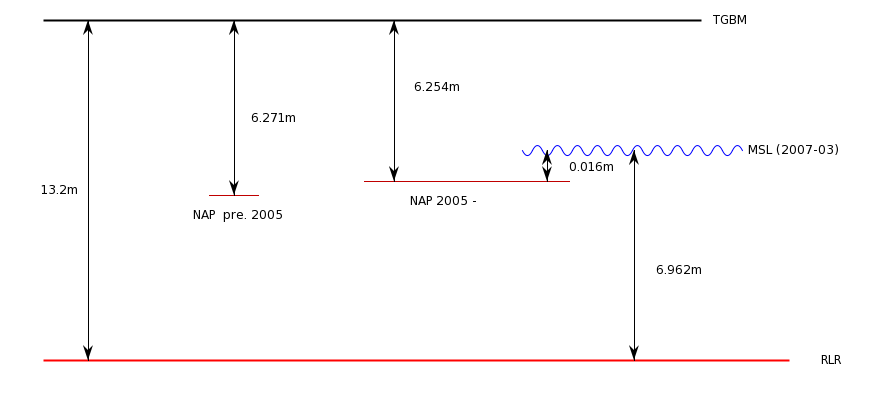 TGBM
6.254m
6.271m
MSL (2007-03)
0.016m
13.2m
NAP 2005 -
NAP pre. 2005
6.962m
RLR